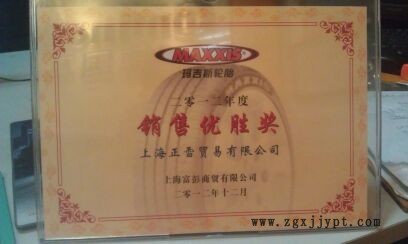 MAXXIS
玛吉斯轮胎
二零一二年度
销售优胜奖
上海正雷贸易有限公司
上海富彭商贸有限公司
二零一二年十二月
www.zgxjjypt.com